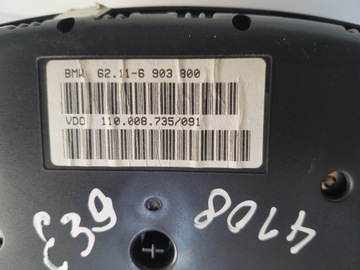 BMW 62.11-6 903 800
VDO 110.008.735/091
E39
4108